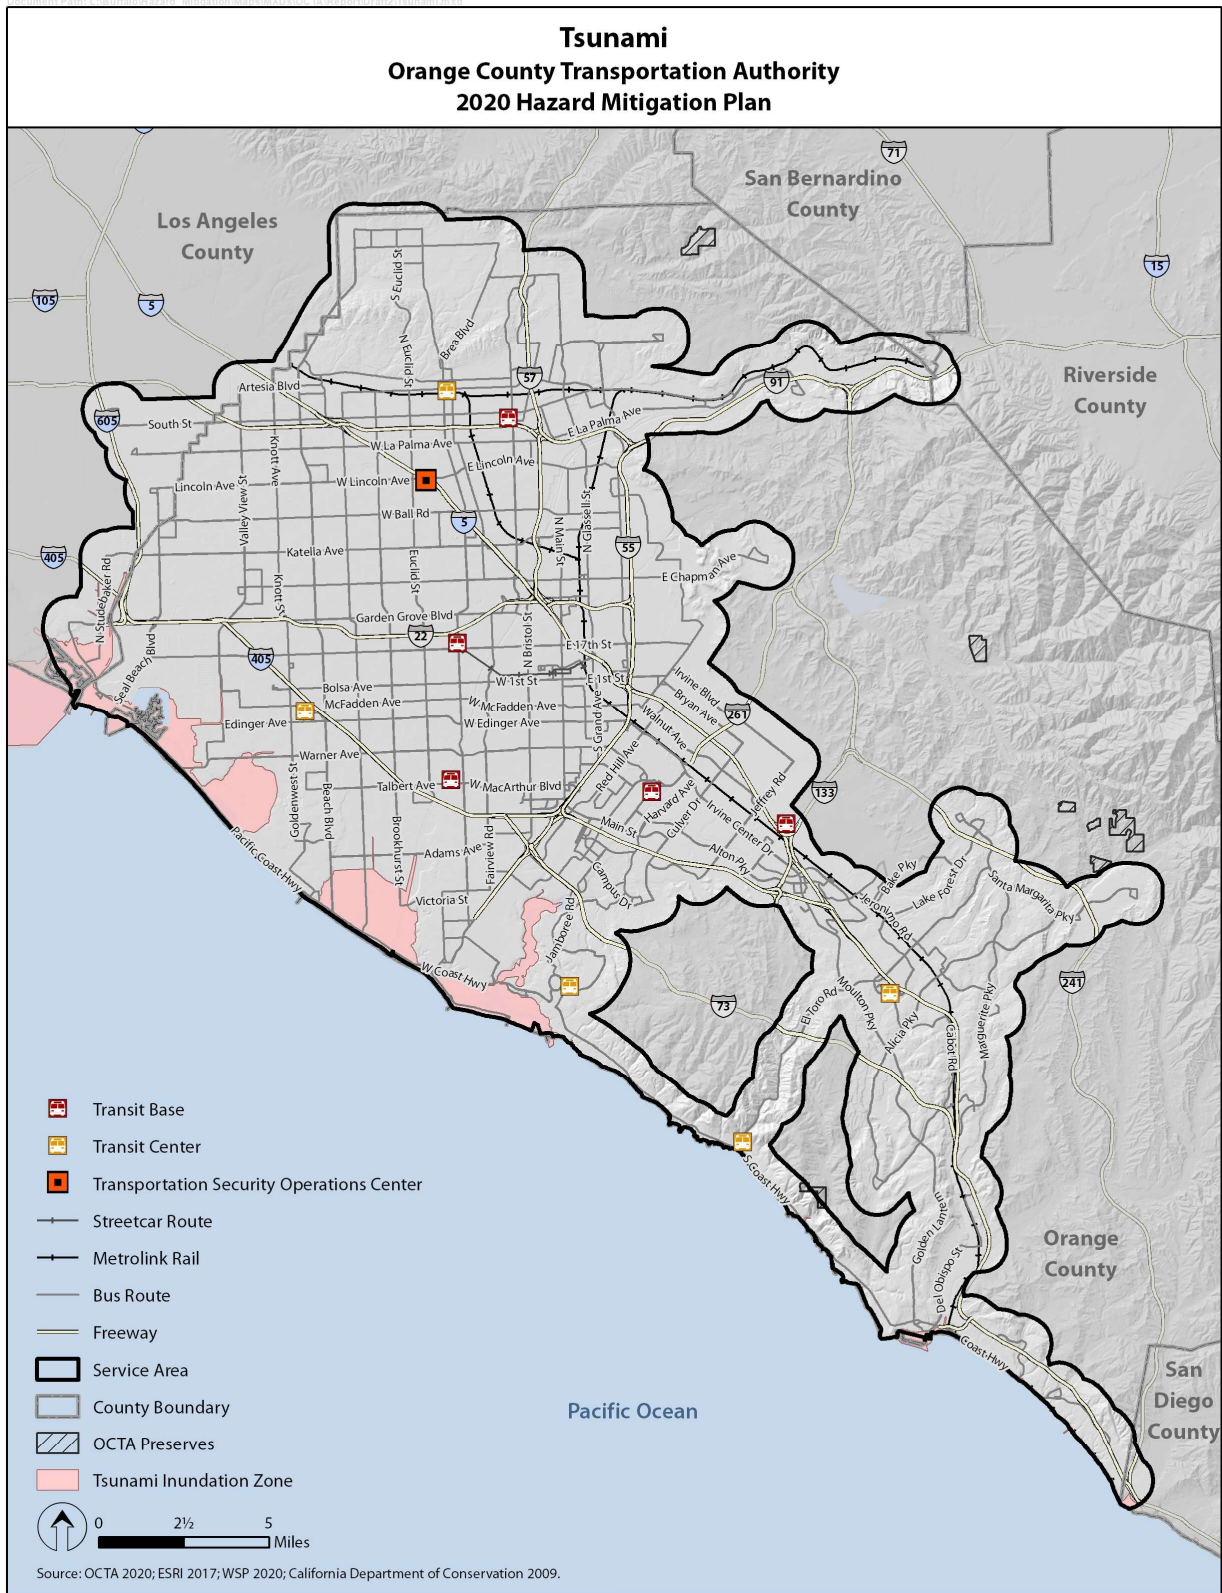 Tsunami
Orange County Transportation Authority
2020 Hazard Mitigation Plan
71
San Bernardino
County
Los Angeles
County
15
105
5
S Euclid St
N Euclid St
Brea Blvd
57
91
Riverside
County
Artesia Blvd
605
South St
E La Palma Ave
W La Palma Ave
Knott Ave
E Lincoln Ave
W Lincoln Ave
Lincoln Ave
Valley View St
W Ball Rd
5
N Main St
N Glassell St
55
405
Katella Ave
Euclid St
E Chapman Ave
N Studebaker Rd
Knott St
Garden Grove Blvd
22
N Bristol St
E 17th St
405
Seal Beach Blvd
W 1st St
E 1st St
Irvine Blvd
Bryan Ave
Bolsa Ave
McFadden Ave
W McFadden Ave
261
Edinger Ave
W Edinger Ave
S Grand Ave
Walnut Ave
Warner Ave
Red Hill Ave
Goldenwest St
Beach Blvd
Talbert Ave
W MacArthur Blvd
Harvard Ave
Culver Dr
Jeffrey Rd
133
Irvine Center Dr
Main St
Brookhurst St
Fairview Rd
Adams Ave
Alton Pky
Pacific Coast Hwy
Campus Dr
Bake Pky
Lake Forest Dr
Santa Margarita Pky
Victoria St
Jeronimo Rd
Jamboree Rd
W Coast Hwy
241
73
El Toro Rd
Moulton Pky
Alicia Pky
Cabot Rd
Marguerite Pky
S Coast Hwy
Golden Lantern
Del Obispo St
Orange
County
Coast Hwy
San
Diego
County
Pacific Ocean
Transit Base
Transit Center
Transportation Security Operations Center
Streetcar Route
Metrolink Rail
Bus Route
Freeway
Service Area
County Boundary
OCTA Preserves
Tsunami Inundation Zone
0 2½ 5
Miles
Source: OCTA 2020; ESRI 2017; WSP 2020; California Department of Conservation 2009.